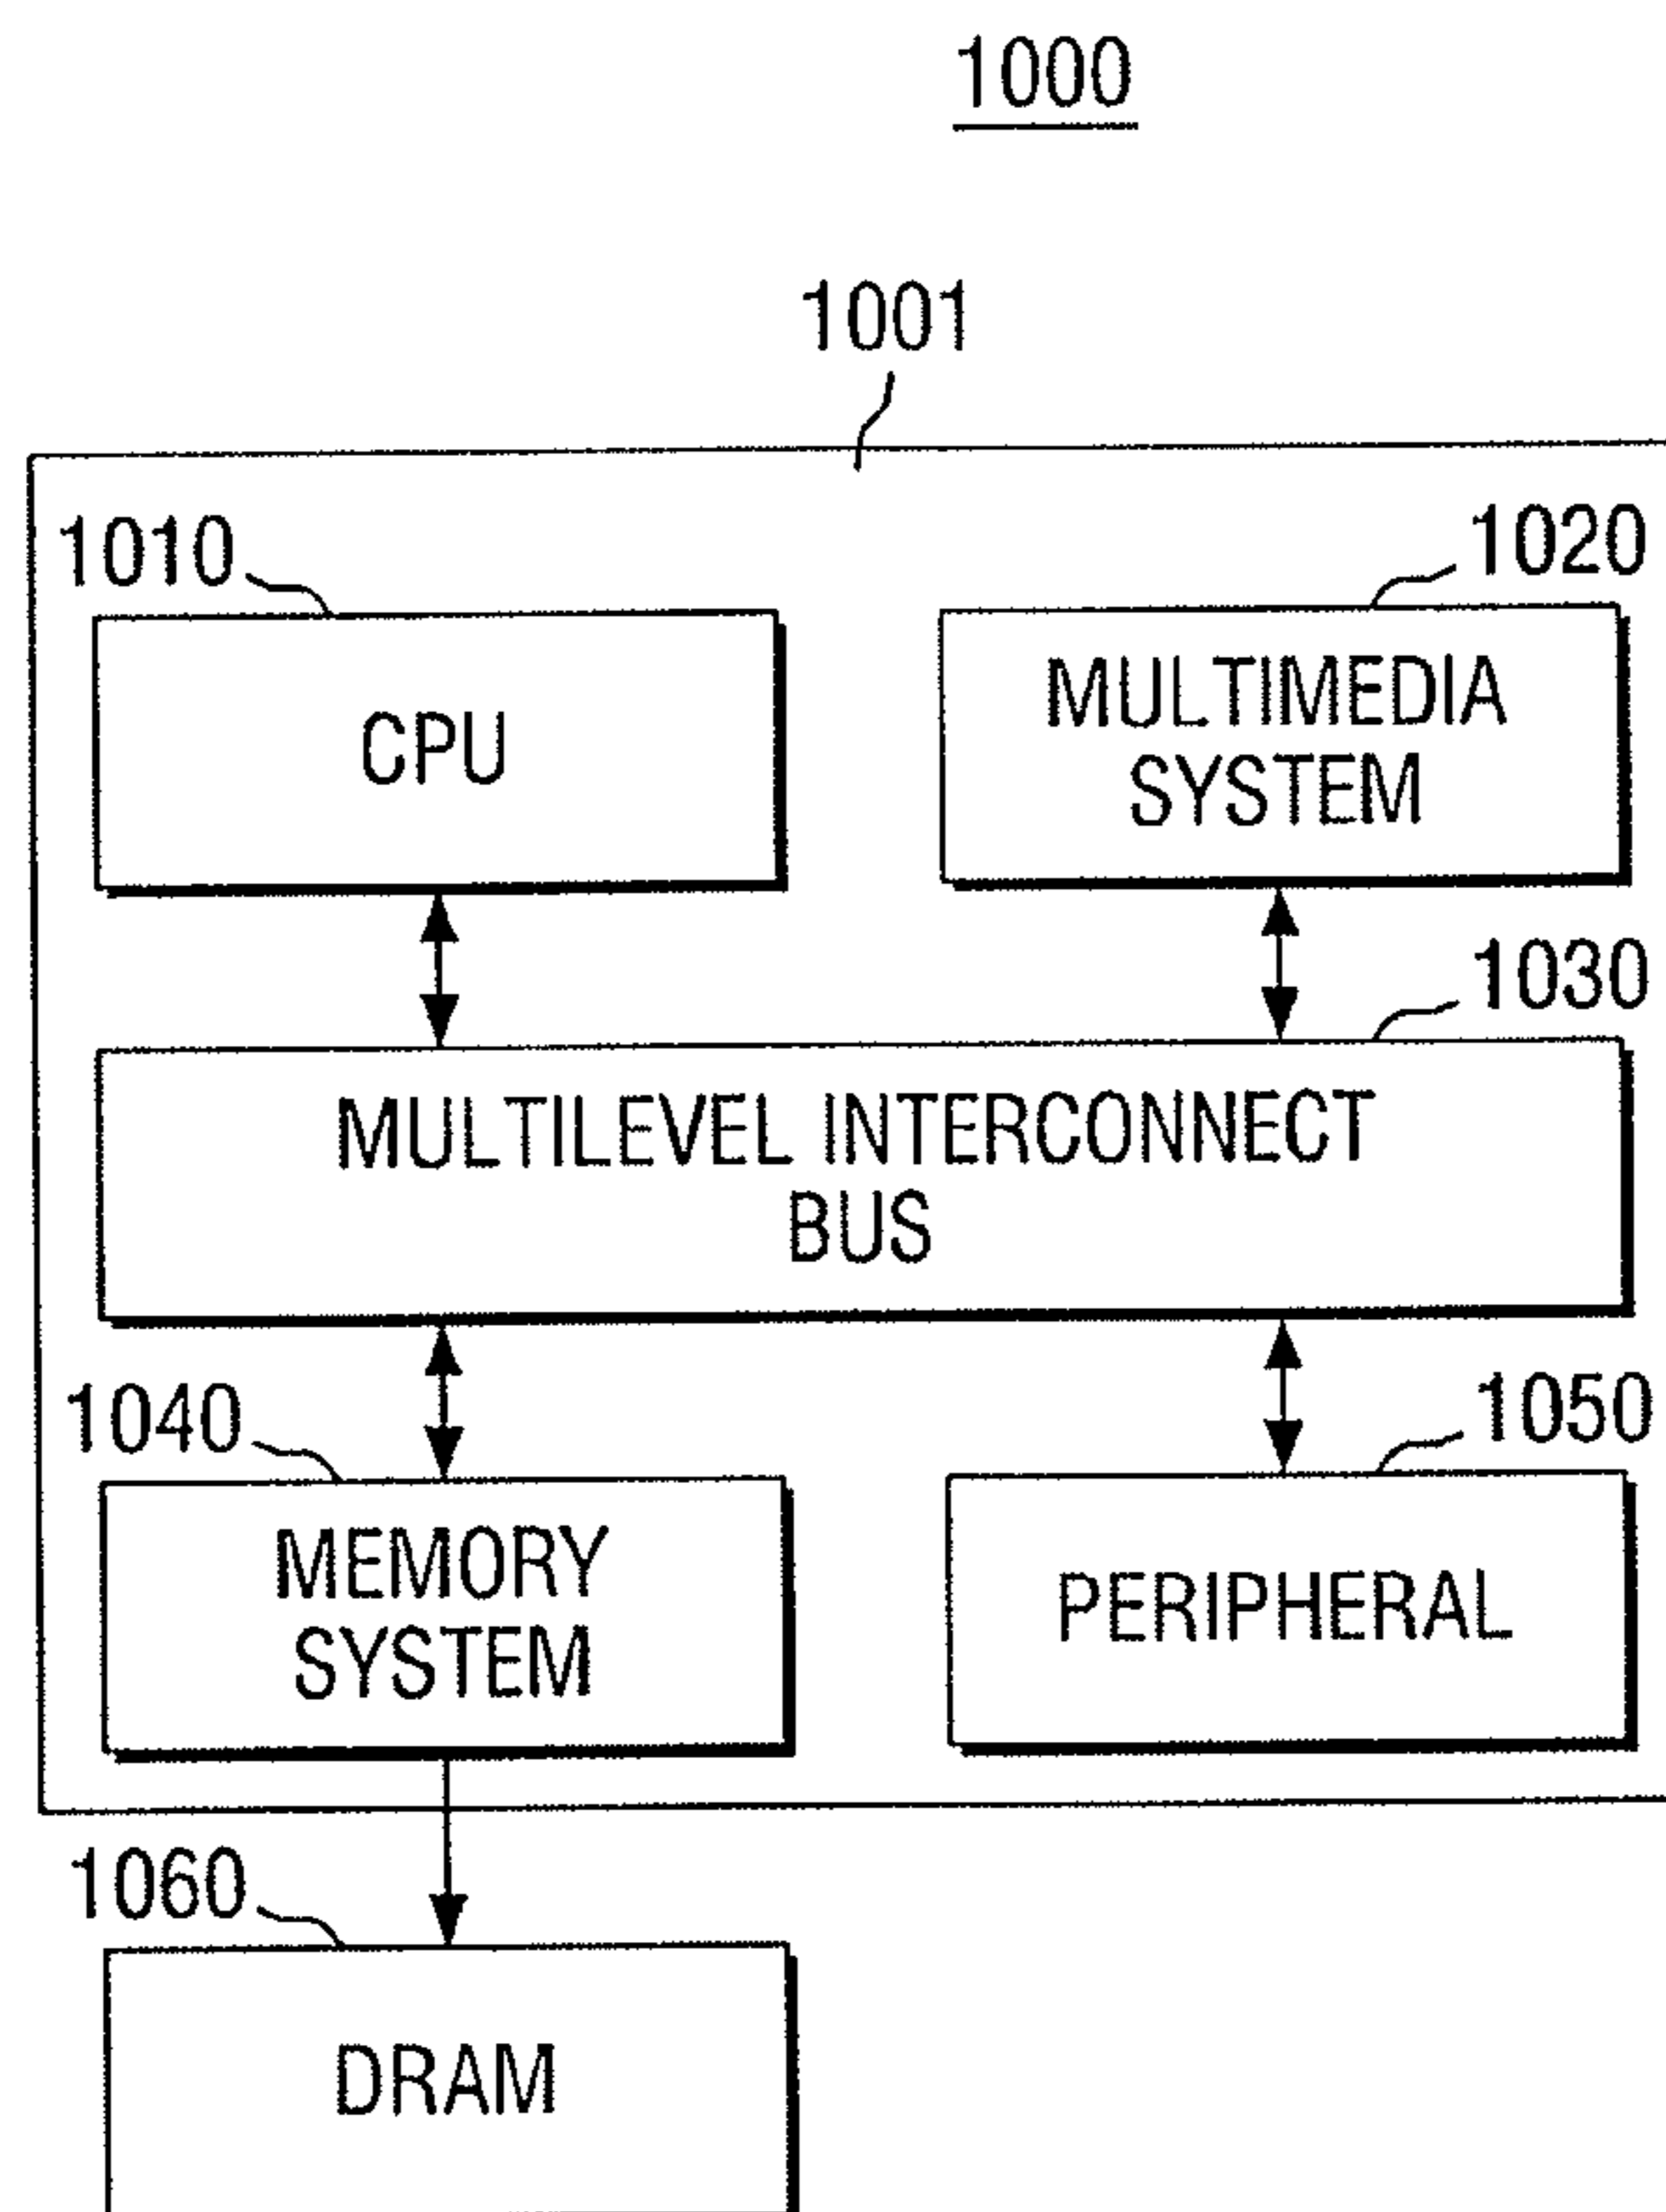 1000
1001
1010
1020
CPU
MULTIMEDIA
SYSTEM
1030
MULTILEVEL INTERCONNECT
BUS
1040
1050
MEMORY
SYSTEM
PERIPHERAL
1060
DRAM